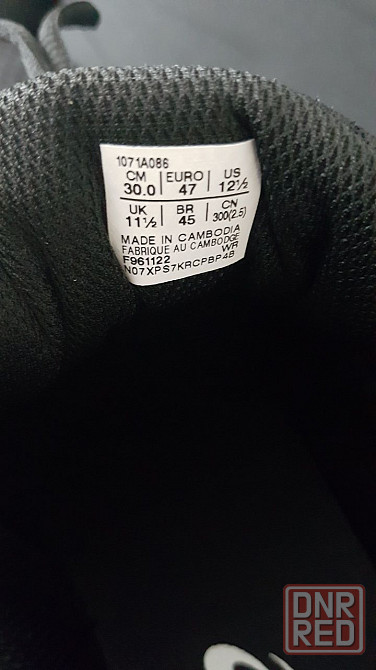 1071A086
CM EURO US
30.0 47 12½
UK BR CN
11½ 45 300(2.5)
MADE IN CAMBODIA
FABRIQUE AU CAMBODGE
F961122 WR
N07XPS7KRCPBP4B
DNR
RED